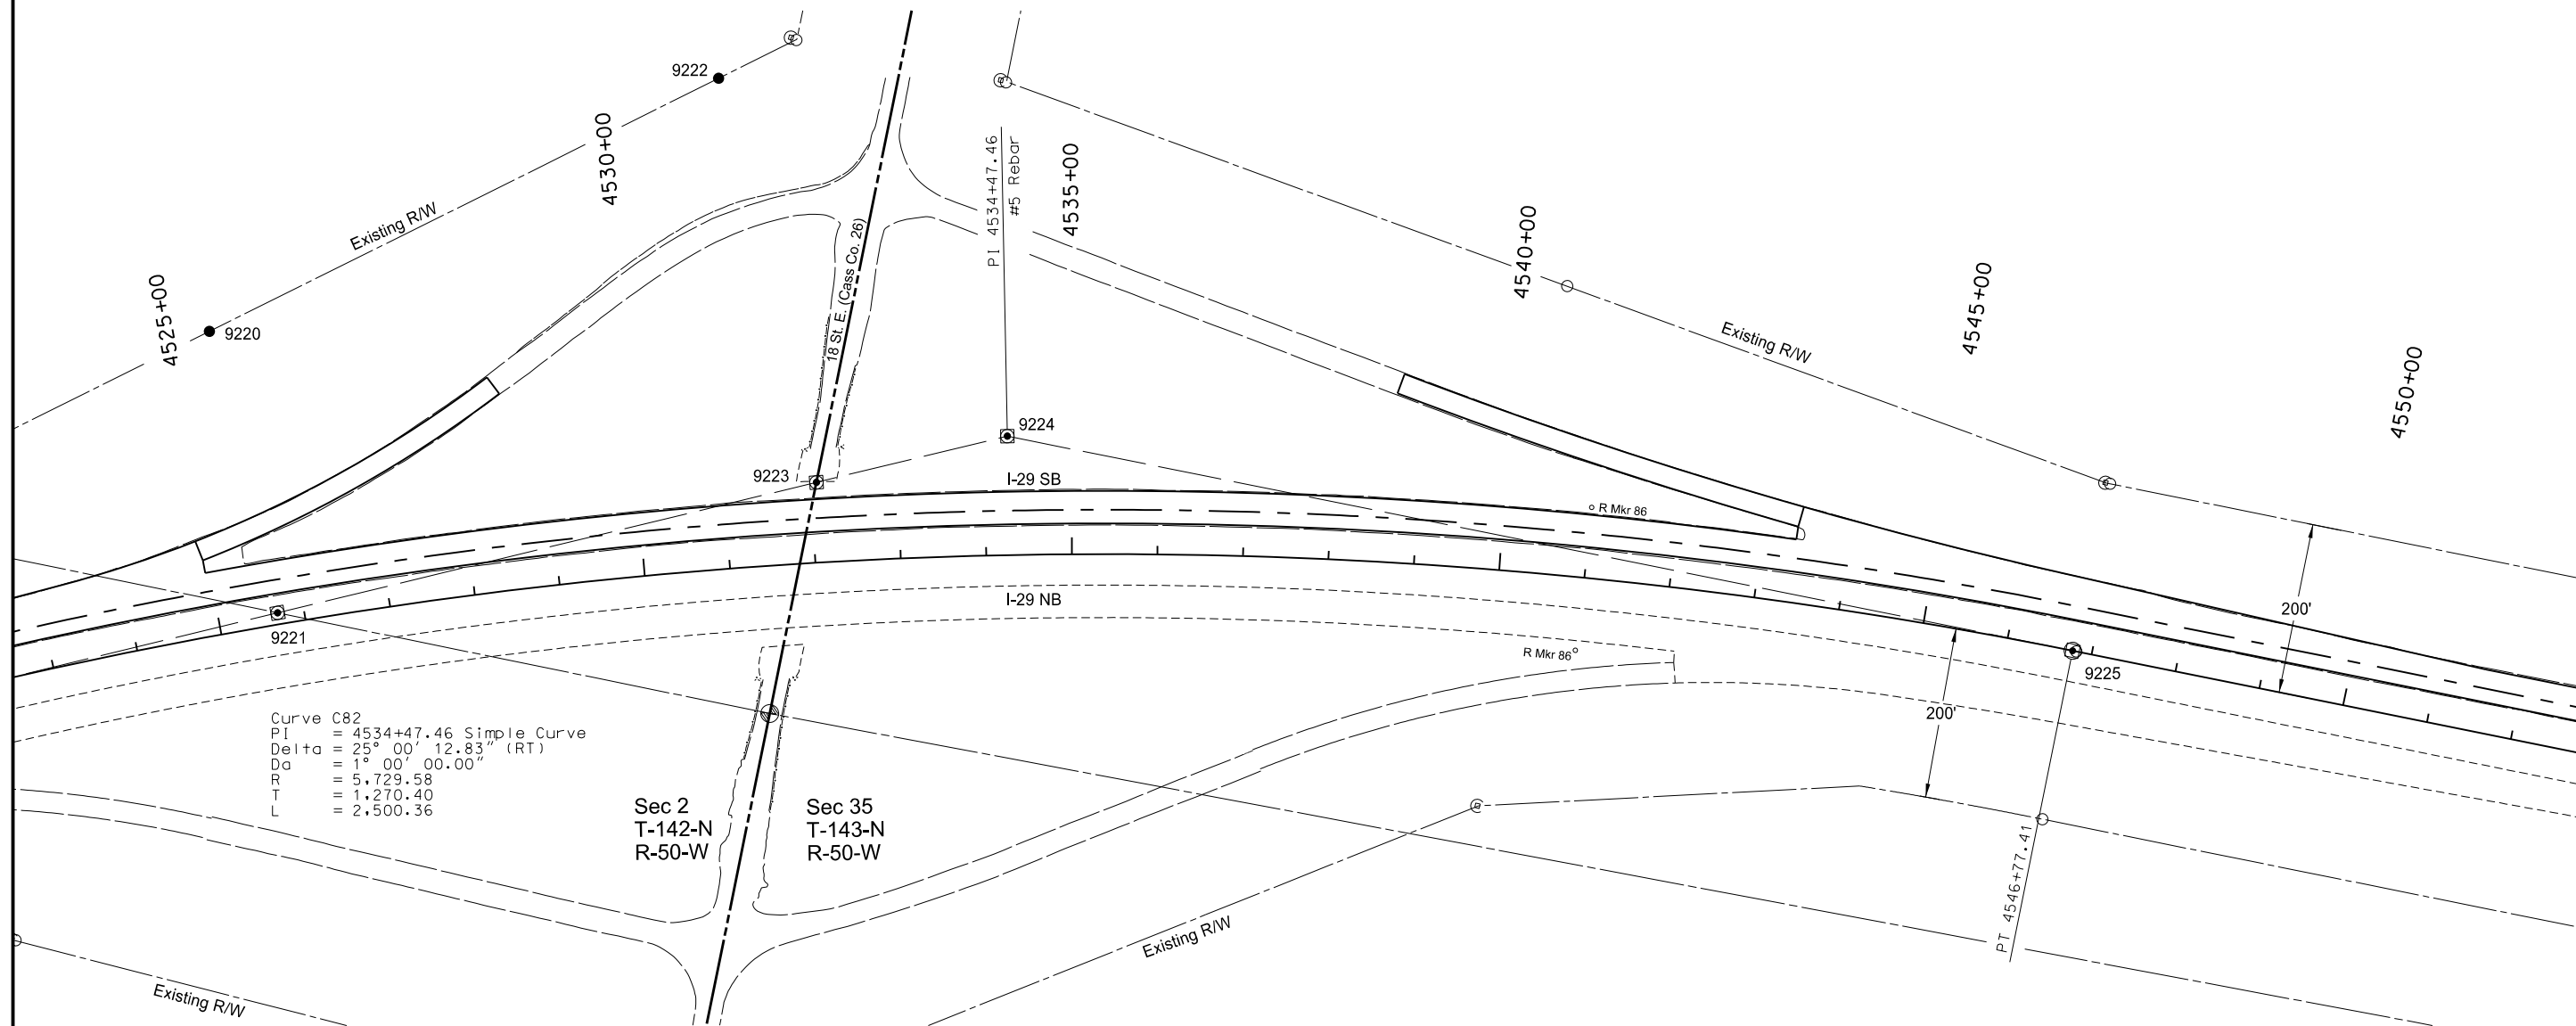 9222
4530+00
PI 4534+47.46
#5 Rebar
4535+00
Existing R/W
4540+00
4545+00
4525+00
9220
18 St. E. (Cass Co. 26)
Existing R/W
4550+00
9224
9223
I-29 SB
R Mkr 86
9221
I-29 NB
200'
R Mkr 86
9225
200'
Curve C82
PI = 4534+47.46 Simple Curve
Delta = 25° 00' 12.83" (RT)
Da = 1° 00' 00.00"
R = 5,729.58
T = 1,270.40
L = 2,500.36
Sec 2
T-142-N
R-50-W
Sec 35
T-143-N
R-50-W
PT 4546+77.41
Existing R/W
Existing R/W